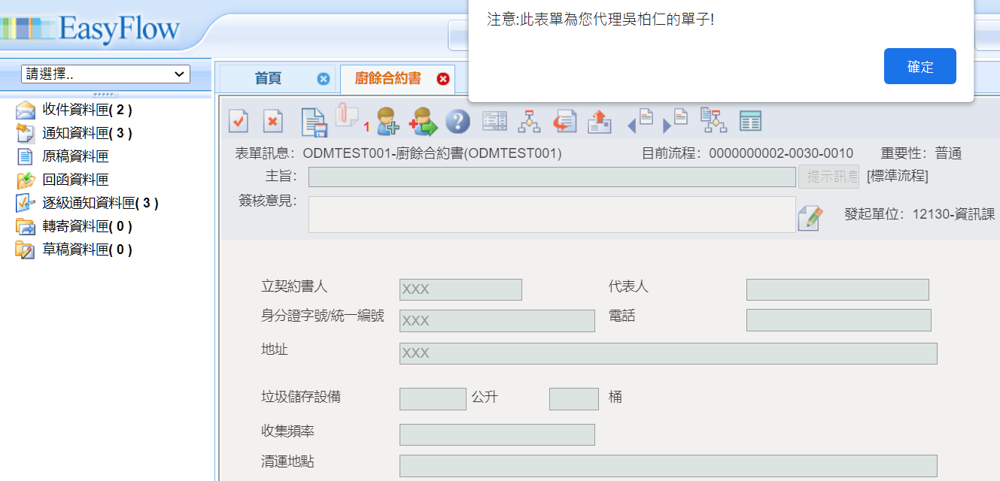 EasyFlow
注意:此表單為您代理吳柏仁的單子!
確定
請選擇..
首頁
廚餘合約書
收件資料匣( 2 )
通知資料匣( 3 )
原稿資料匣
回函資料匣
逐級通知資料匣( 3 )
轉寄資料匣( 0 )
草稿資料匣( 0 )
1
表單訊息: ODMTEST001-廚餘合約書(ODMTEST001) 目前流程: 0000000002-0030-0010 重要性: 普通
主旨: 提示訊息 [標準流程]
簽核意見:
發起單位: 12130-資訊課
立契約書人 XXX 代表人
身分證字號/統一編號 XXX 電話
地址 XXX
垃圾儲存設備 公升 桶
收集頻率
清運地點